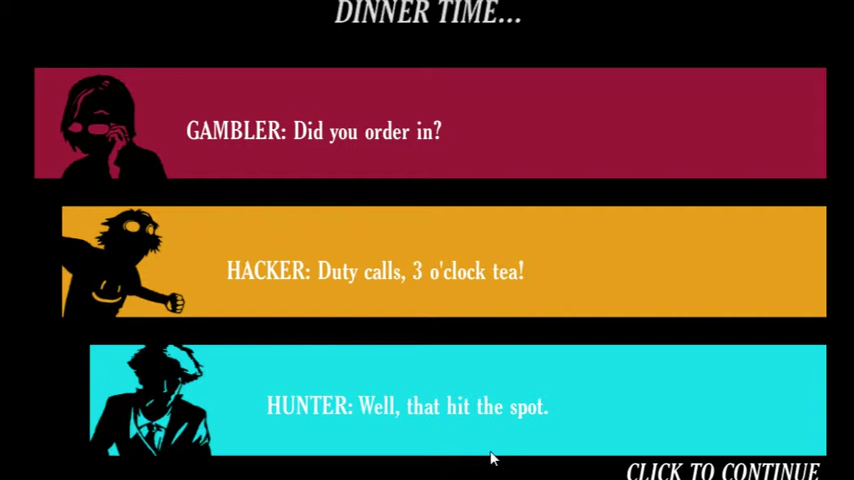 DINNER TIME...
GAMBLER: Did you order in?
HACKER: Duty calls, 3 o'clock tea!
HUNTER: Well, that hit the spot.
CLICK TO CONTINUE